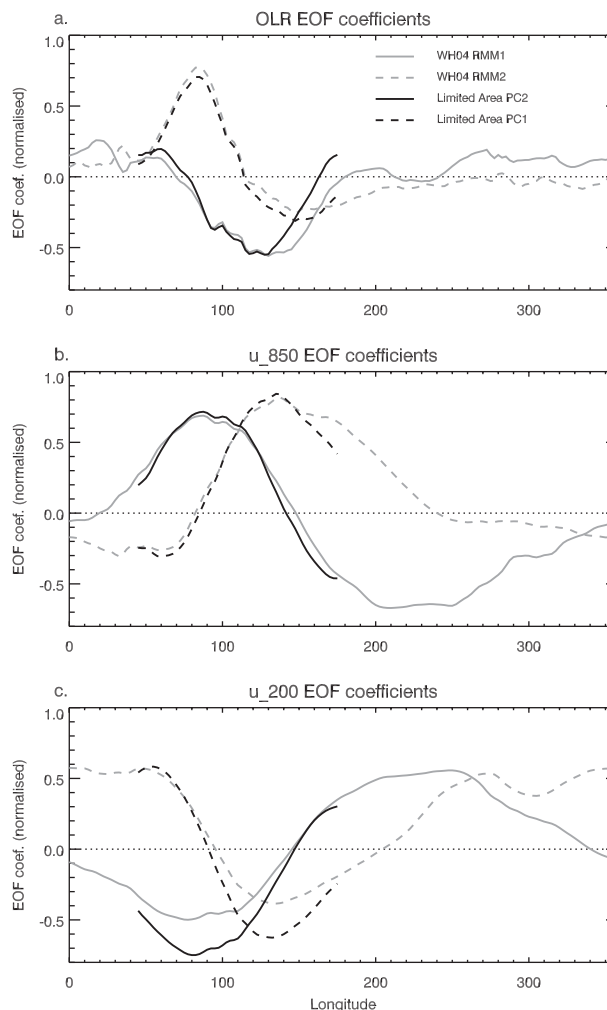 a. OLR EOF coefficients
1.0
0.5
0.0
-0.5
EOF coef. (normalised)
WH04 RMM1
WH04 RMM2
Limited Area PC2
Limited Area PC1
0 100 200 300
b. u_850 EOF coefficients
1.0
0.5
0.0
-0.5
EOF coef. (normalised)
0 100 200 300
c. u_200 EOF coefficients
1.0
0.5
0.0
-0.5
EOF coef. (normalised)
0 100 200 300
Longitude